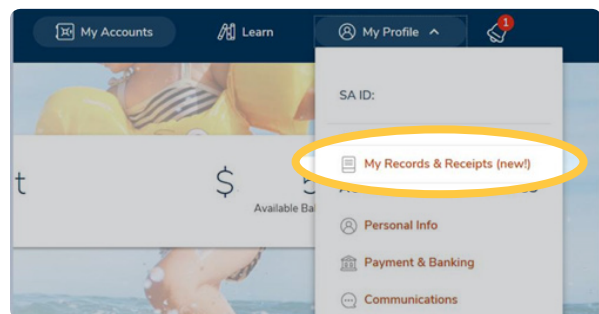 My Accounts Learn My Profile 1
SA ID:
My Records & Receipts (new!)
t $ 5
Available Bal
Personal Info
Payment & Banking
Communications